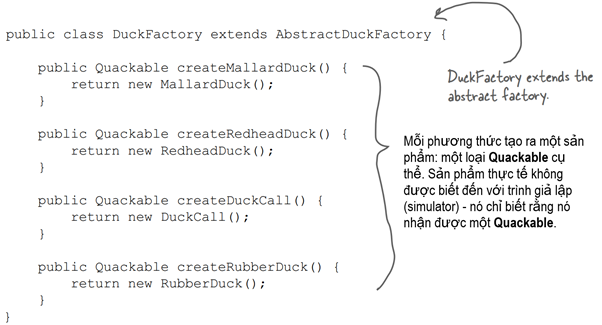 public class DuckFactory extends AbstractDuckFactory {
public Quackable createMallardDuck() {
return new MallardDuck();
}
public Quackable createRedheadDuck() {
return new RedheadDuck();
}
public Quackable createDuckCall() {
return new DuckCall();
}
public Quackable createRubberDuck() {
return new RubberDuck();
}
}
DuckFactory extends the
abstract factory.
Mỗi phương thức tạo ra một sản
phẩm: một loại Quackable cụ
thể. Sản phẩm thực tế không
được biết đến với trình giả lập
(simulator) - nó chỉ biết rằng nó
nhận được một Quackable.